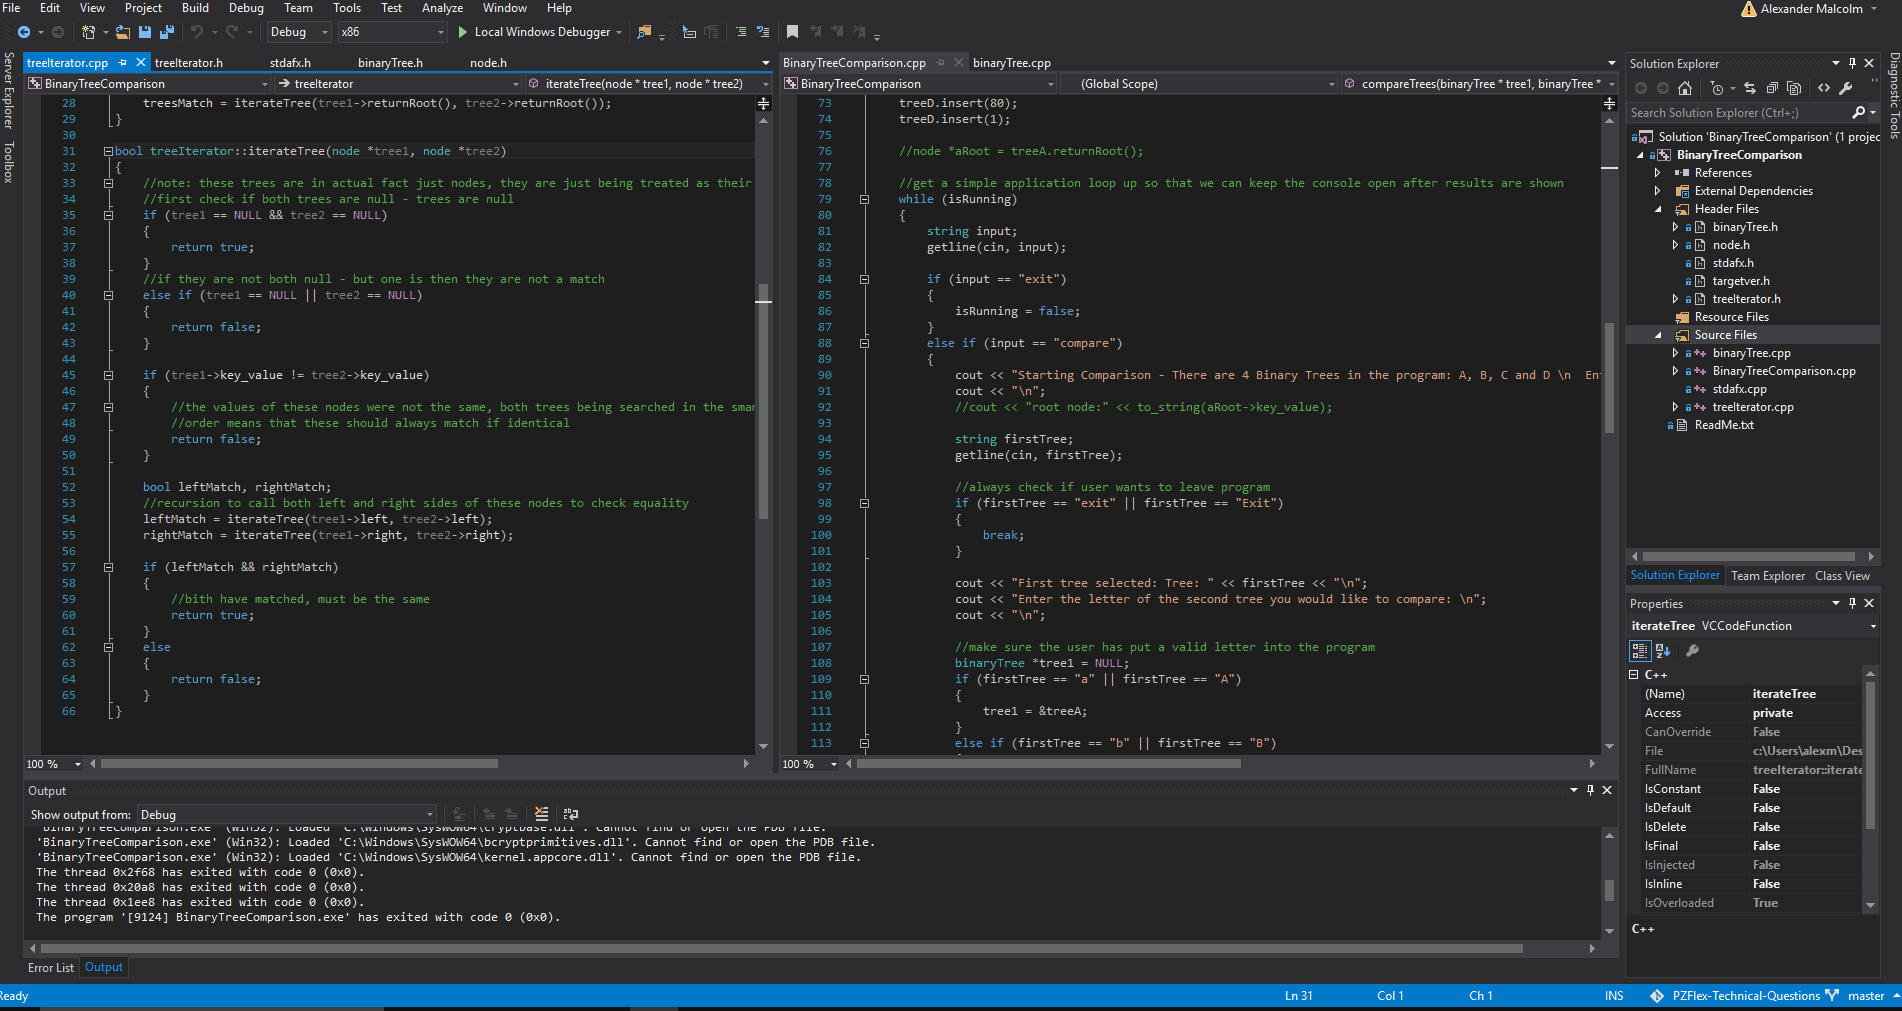 File Edit View Project Build Debug Team Tools Test Analyze Window Help
Alexander Malcolm
Debug x86 Local Windows Debugger
Server Explorer
Toolbox
treeIterator.cpp treeIterator.h stdafx.h binaryTree.h node.h
BinaryTreeComparison treeIterator iterateTree(node * tree1, node * tree2)
28 treesMatch = iterateTree(tree1->returnRoot(), tree2->returnRoot());
29 }
30
31 bool treeIterator::iterateTree(node *tree1, node *tree2)
32 {
33 //note: these trees are in actual fact just nodes, they are just being treated as their
34 //first check if both trees are null - trees are null
35 if (tree1 == NULL && tree2 == NULL)
36 {
37 return true;
38 }
39 //if they are not both null - but one is then they are not a match
40 else if (tree1 == NULL || tree2 == NULL)
41 {
42 return false;
43 }
44
45 if (tree1->key_value != tree2->key_value)
46 {
47 //the values of these nodes were not the same, both trees being searched in the smar
48 //order means that these should always match if identical
49 return false;
50 }
51
52 bool leftMatch, rightMatch;
53 //recursion to call both left and right sides of these nodes to check equality
54 leftMatch = iterateTree(tree1->left, tree2->left);
55 rightMatch = iterateTree(tree1->right, tree2->right);
56
57 if (leftMatch && rightMatch)
58 {
59 //bith have matched, must be the same
60 return true;
61 }
62 else
63 {
64 return false;
65 }
66 }
100 %
BinaryTreeComparison.cpp binaryTree.cpp
BinaryTreeComparison (Global Scope) compareTrees(binaryTree * tree1, binaryTree *
73 treeD.insert(80);
74 treeD.insert(1);
75
76 //node *aRoot = treeA.returnRoot();
77
78 //get a simple application loop up so that we can keep the console open after results are shown
79 while (isRunning)
80 {
81 string input;
82 getline(cin, input);
83
84 if (input == "exit")
85 {
86 isRunning = false;
87 }
88 else if (input == "compare")
89 {
90 cout << "Starting Comparison - There are 4 Binary Trees in the program: A, B, C and D \n En
91 cout << "\n";
92 //cout << "root node:" << to_string(aRoot->key_value);
93
94 string firstTree;
95 getline(cin, firstTree);
96
97 //always check if user wants to leave program
98 if (firstTree == "exit" || firstTree == "Exit")
99 {
100 break;
101 }
102
103 cout << "First tree selected: Tree: " << firstTree << "\n";
104 cout << "Enter the letter of the second tree you would like to compare: \n";
105 cout << "\n";
106
107 //make sure the user has put a valid letter into the program
108 binaryTree *tree1 = NULL;
109 if (firstTree == "a" || firstTree == "A")
110 {
111 tree1 = &treeA;
112 }
113 else if (firstTree == "b" || firstTree == "B")
100 %
Solution Explorer
Search Solution Explorer (Ctrl+;)
Solution 'BinaryTreeComparison' (1 projec
BinaryTreeComparison
References
External Dependencies
Header Files
binaryTree.h
node.h
stdafx.h
targetver.h
treeIterator.h
Resource Files
Source Files
binaryTree.cpp
BinaryTreeComparison.cpp
stdafx.cpp
treeIterator.cpp
ReadMe.txt
Solution Explorer Team Explorer Class View
Diagnostic Tools
Properties
iterateTree VCCodeFunction
C++
(Name) iterateTree
Access private
CanOverride False
File c:\Users\alexm\Des
FullName treeIterator::iterate
IsConstant False
IsDefault False
IsDelete False
IsFinal False
IsInjected False
IsInline False
IsOverloaded True
C++
Output
Show output from: Debug
'BinaryTreeComparison.exe' (Win32): Loaded 'C:\Windows\SysWOW64\cryptbase.dll'. Cannot find or open the PDB file.
'BinaryTreeComparison.exe' (Win32): Loaded 'C:\Windows\SysWOW64\bcryptprimitives.dll'. Cannot find or open the PDB file.
'BinaryTreeComparison.exe' (Win32): Loaded 'C:\Windows\SysWOW64\kernel.appcore.dll'. Cannot find or open the PDB file.
The thread 0x2f68 has exited with code 0 (0x0).
The thread 0x20a8 has exited with code 0 (0x0).
The thread 0x1ee8 has exited with code 0 (0x0).
The program '[9124] BinaryTreeComparison.exe' has exited with code 0 (0x0).
Error List Output
Ready Ln 31 Col 1 Ch 1 INS PZFlex-Technical-Questions master